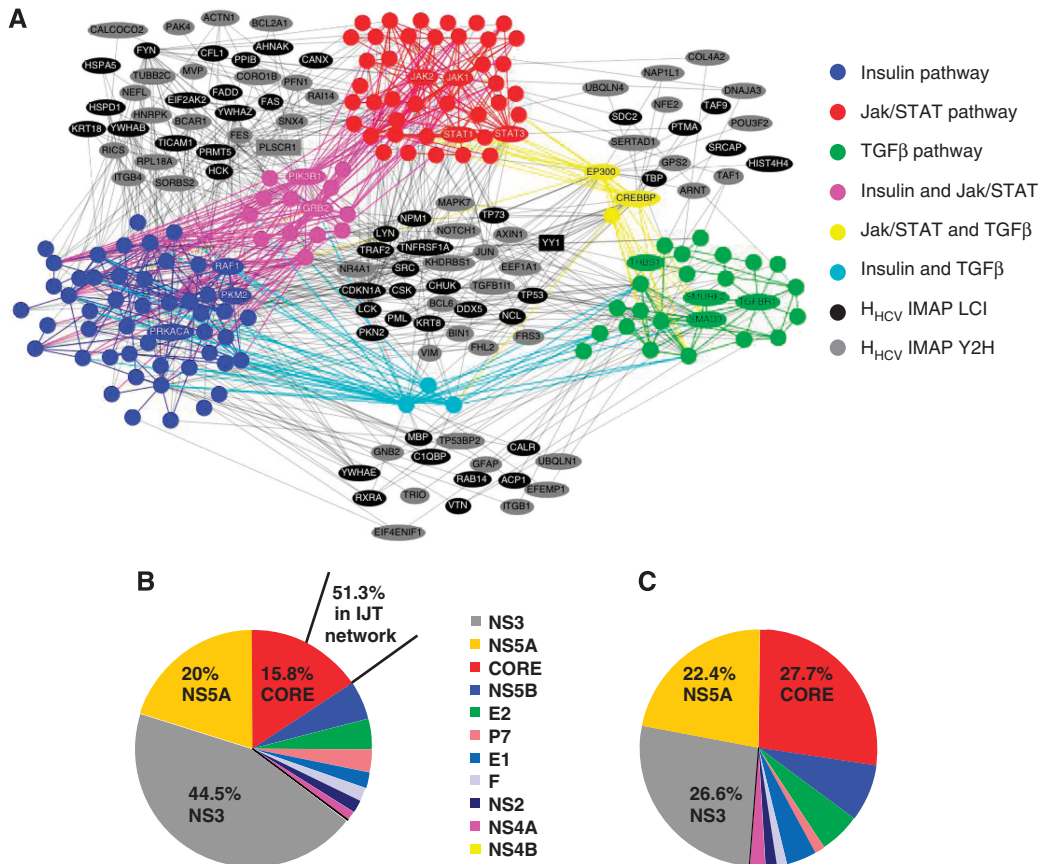 A
CALCOCO2
PAK4
ACTN1
BCL2A1
FYN
CFL1
AHNAK
PPIB
CANX
HSPA5
TUBB2C
MVP
CORO1B
PFN1
NEFL
FADD
RAI14
EIF2AK2
FAS
HSPD1
YWHAZ
HNRPK
BCAR1
SNX4
KRT18
YWHAB
FES
TICAM1
PLSCR1
RICS
PRMT5
RPL18A
HCK
ITGB4
SORBS2
JAK2
JAK1
STAT1
STAT3
PIK3R1
GRB2
COL4A2
NAP1L1
UBQLN4
DNAJA3
NFE2
TAF9
SDC2
POU3F2
PTMA
SERTAD1
SRCAP
GPS2
HIST4H4
EP300
TBP
TAF1
ARNT
CREBBP
MAPK7
NPM1
TP73
LYN
NOTCH1
AXIN1
TRAF2
TNFRSF1A
JUN
YY1
KHDRBS1
NR4A1
SRC
EEF1A1
CDKN1A
CSK
CHUK
TGFB1I1
TP53
BCL6
LCK
DDX5
PML
KRT8
NCL
PKN2
BIN1
FRS3
VIM
FHL2
RAF1
PKM2
PRKACA
THBS1
SMURF2
TGFBR1
SMAD3
MBP
TP53BP2
CALR
GNB2
C1QBP
GFAP
UBQLN1
YWHAE
RAB14
ACP1
RXRA
TRIO
EFEMP1
VTN
ITGB1
EIF4ENIF1
Insulin pathway
Jak/STAT pathway
TGFβ pathway
Insulin and Jak/STAT
Jak/STAT and TGFβ
Insulin and TGFβ
HHCV IMAP LCI
HHCV IMAP Y2H
B
51.3%
in IJT
network
20%
NS5A
15.8%
CORE
44.5%
NS3
NS3
NS5A
CORE
NS5B
E2
P7
E1
F
NS2
NS4A
NS4B
C
22.4%
NS5A
27.7%
CORE
26.6%
NS3